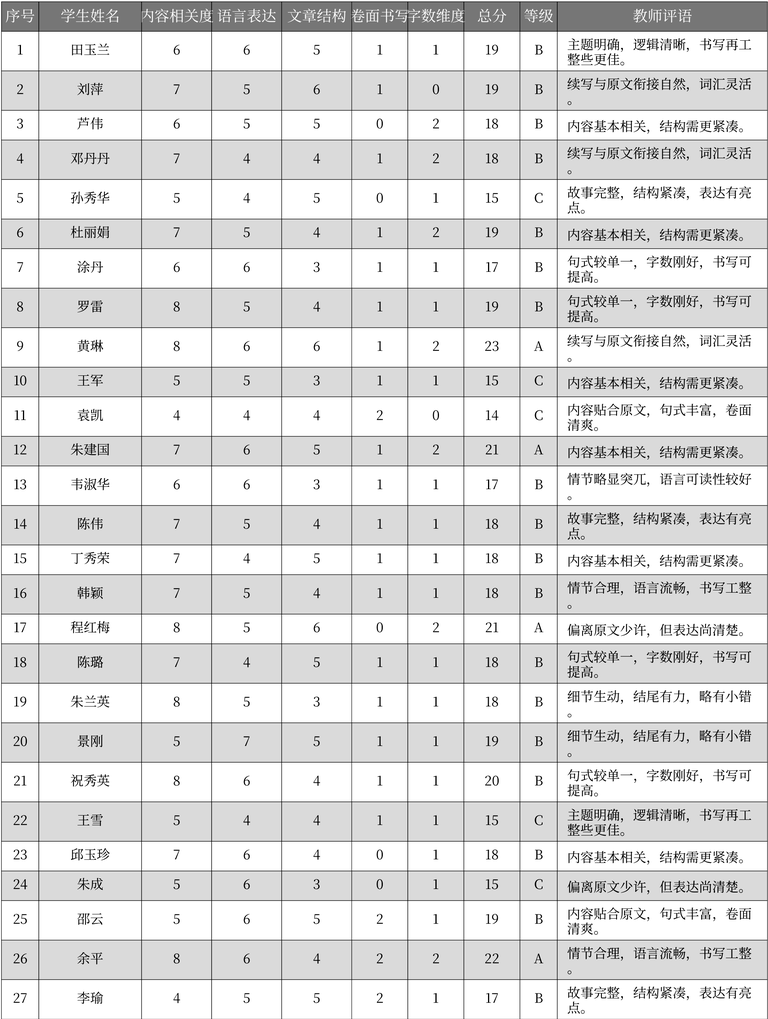 序号 学生姓名 内容相关度 语言表达 文章结构 卷面书写 字数维度 总分 等级 教师评语
1 田玉兰 6 6 5 1 1 19 B 主题明确，逻辑清晰，书写再工
整些更佳。
2 刘萍 7 5 6 1 0 19 B 续写与原文衔接自然，词汇灵活
。
3 芦伟 6 5 5 0 2 18 B 内容基本相关，结构需更紧凑。
4 邓丹丹 7 4 4 1 2 18 B 续写与原文衔接自然，词汇灵活
。
5 孙秀华 5 4 5 0 1 15 C 故事完整，结构紧凑，表达有亮
点。
6 杜丽娟 7 5 4 1 2 19 B 内容基本相关，结构需更紧凑。
7 涂丹 6 6 3 1 1 17 B 句式较单一，字数刚好，书写可
提高。
8 罗雷 8 5 4 1 1 19 B 句式较单一，字数刚好，书写可
提高。
9 黄琳 8 6 6 1 2 23 A 续写与原文衔接自然，词汇灵活
。
10 王军 5 5 3 1 1 15 C 内容基本相关，结构需更紧凑。
11 袁凯 4 4 4 2 0 14 C 内容贴合原文，句式丰富，卷面
清爽。
12 朱建国 7 6 5 1 2 21 A 内容基本相关，结构需更紧凑。
13 韦淑华 6 6 3 1 1 17 B 情节略显突兀，语言可读性较好
。
14 陈伟 7 5 4 1 1 18 B 故事完整，结构紧凑，表达有亮
点。
15 丁秀荣 7 4 5 1 1 18 B 内容基本相关，结构需更紧凑。
16 韩颖 7 5 4 1 1 18 B 情节合理，语言流畅，书写工整
。
17 程红梅 8 5 6 0 2 21 A 偏离原文少许，但表达尚清楚。
18 陈璐 7 4 5 1 1 18 B 句式较单一，字数刚好，书写可
提高。
19 朱兰英 8 5 3 1 1 18 B 细节生动，结尾有力，略有小错
。
20 景刚 5 7 5 1 1 19 B 细节生动，结尾有力，略有小错
。
21 祝秀英 8 6 4 1 1 20 B 句式较单一，字数刚好，书写可
提高。
22 王雪 5 4 4 1 1 15 C 主题明确，逻辑清晰，书写再工
整些更佳。
23 邱玉珍 7 6 4 0 1 18 B 内容基本相关，结构需更紧凑。
24 朱成 5 6 3 0 1 15 C 偏离原文少许，但表达尚清楚。
25 邵云 5 6 5 2 1 19 B 内容贴合原文，句式丰富，卷面
清爽。
26 余平 8 6 4 2 2 22 A 情节合理，语言流畅，书写工整
。
27 李瑜 4 5 5 2 1 17 B 故事完整，结构紧凑，表达有亮
点。